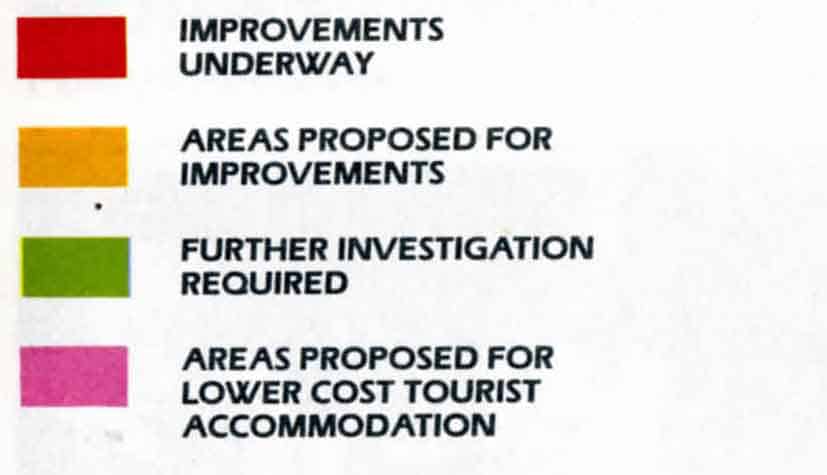 IMPROVEMENTS
UNDERWAY
AREAS PROPOSED FOR
IMPROVEMENTS
FURTHER INVESTIGATION
REQUIRED
AREAS PROPOSED FOR
LOWER COST TOURIST
ACCOMMODATION